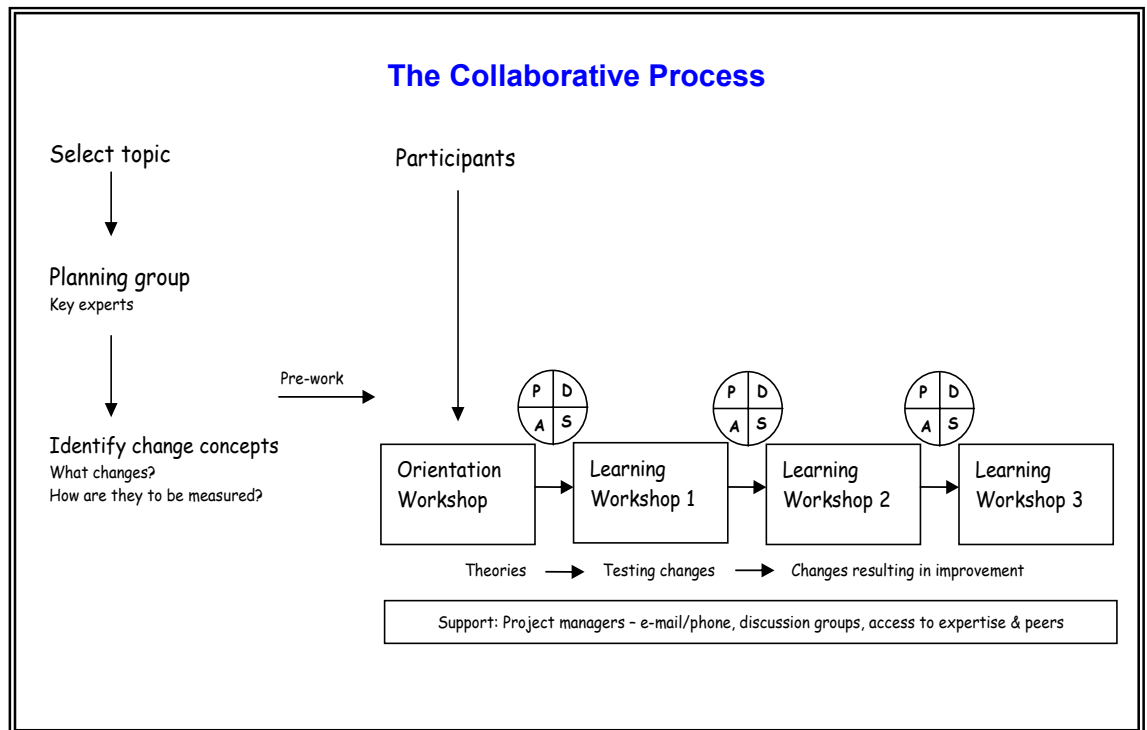 The Collaborative Process
Select topic
Planning group
Key experts
Identify change concepts
What changes?
How are they to be measured?
Pre-work
Participants
P D
A S
P D
A S
P D
A S
Orientation
Workshop
Learning
Workshop 1
Learning
Workshop 2
Learning
Workshop 3
Theories
Testing changes
Changes resulting in improvement
Support: Project managers – e-mail/phone, discussion groups, access to expertise & peers